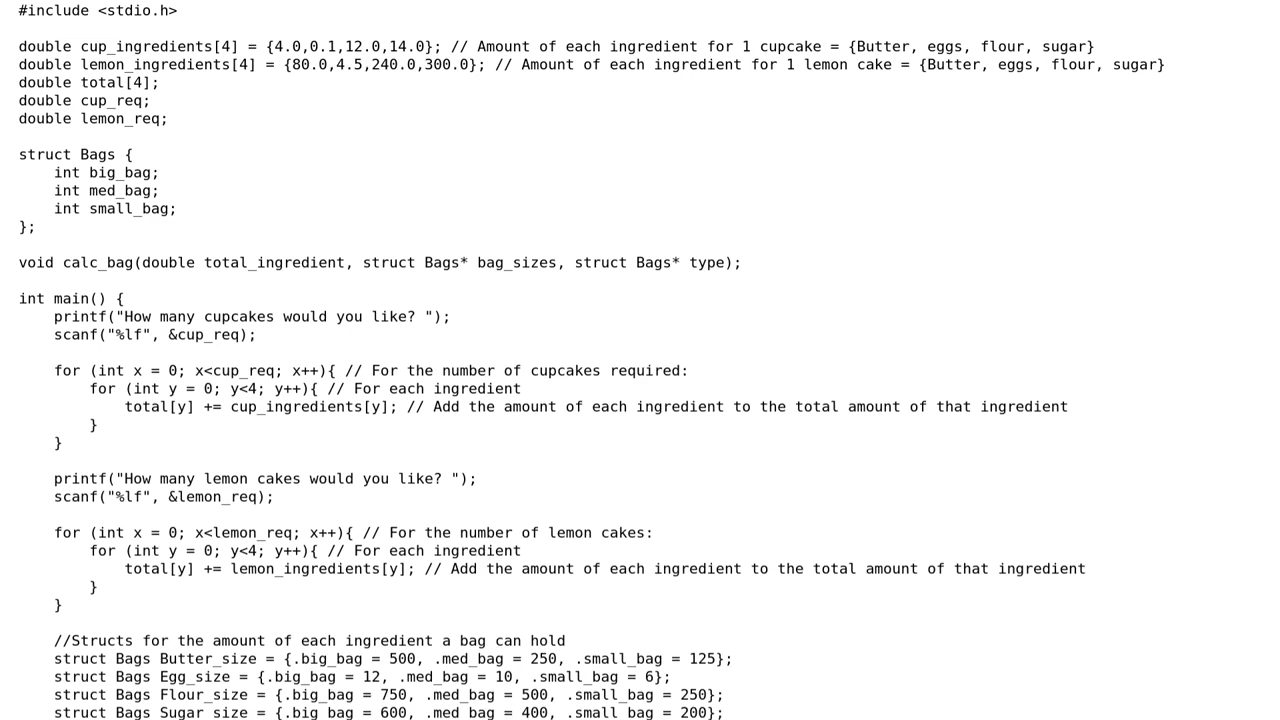 #include <stdio.h>

double cup_ingredients[4] = {4.0,0.1,12.0,14.0}; // Amount of each ingredient for 1 cupcake = {Butter, eggs, flour, sugar}
double lemon_ingredients[4] = {80.0,4.5,240.0,300.0}; // Amount of each ingredient for 1 lemon cake = {Butter, eggs, flour, sugar}
double total[4];
double cup_req;
double lemon_req;

struct Bags {
    int big_bag;
    int med_bag;
    int small_bag;
};

void calc_bag(double total_ingredient, struct Bags* bag_sizes, struct Bags* type);

int main() {
    printf("How many cupcakes would you like? ");
    scanf("%lf", &cup_req);

    for (int x = 0; x<cup_req; x++){ // For the number of cupcakes required:
        for (int y = 0; y<4; y++){ // For each ingredient
            total[y] += cup_ingredients[y]; // Add the amount of each ingredient to the total amount of that ingredient
        }
    }

    printf("How many lemon cakes would you like? ");
    scanf("%lf", &lemon_req);

    for (int x = 0; x<lemon_req; x++){ // For the number of lemon cakes:
        for (int y = 0; y<4; y++){ // For each ingredient
            total[y] += lemon_ingredients[y]; // Add the amount of each ingredient to the total amount of that ingredient
        }
    }

    //Structs for the amount of each ingredient a bag can hold
    struct Bags Butter_size = {.big_bag = 500, .med_bag = 250, .small_bag = 125};
    struct Bags Egg_size = {.big_bag = 12, .med_bag = 10, .small_bag = 6};
    struct Bags Flour_size = {.big_bag = 750, .med_bag = 500, .small_bag = 250};
    struct Bags Sugar_size = {.big_bag = 600, .med_bag = 400, .small_bag = 200};